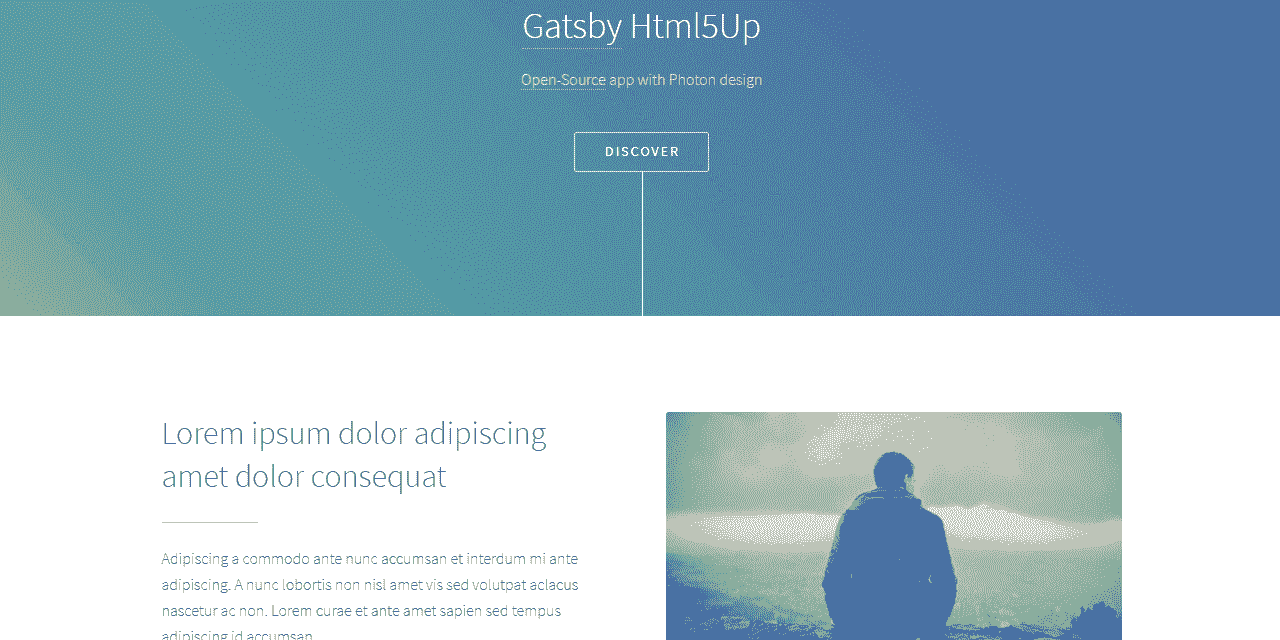 Gatsby Html5Up
Open-Source app with Photon design
DISCOVER
Lorem ipsum dolor adipiscing
amet dolor consequat
Adipiscing a commodo ante nunc accumsan et interdum mi ante
adipiscing. A nunc lobortis non nisl amet vis sed volutpat aclacus
nascetur ac non. Lorem curae et ante amet sapien sed tempus
adipiscing id accumsan.